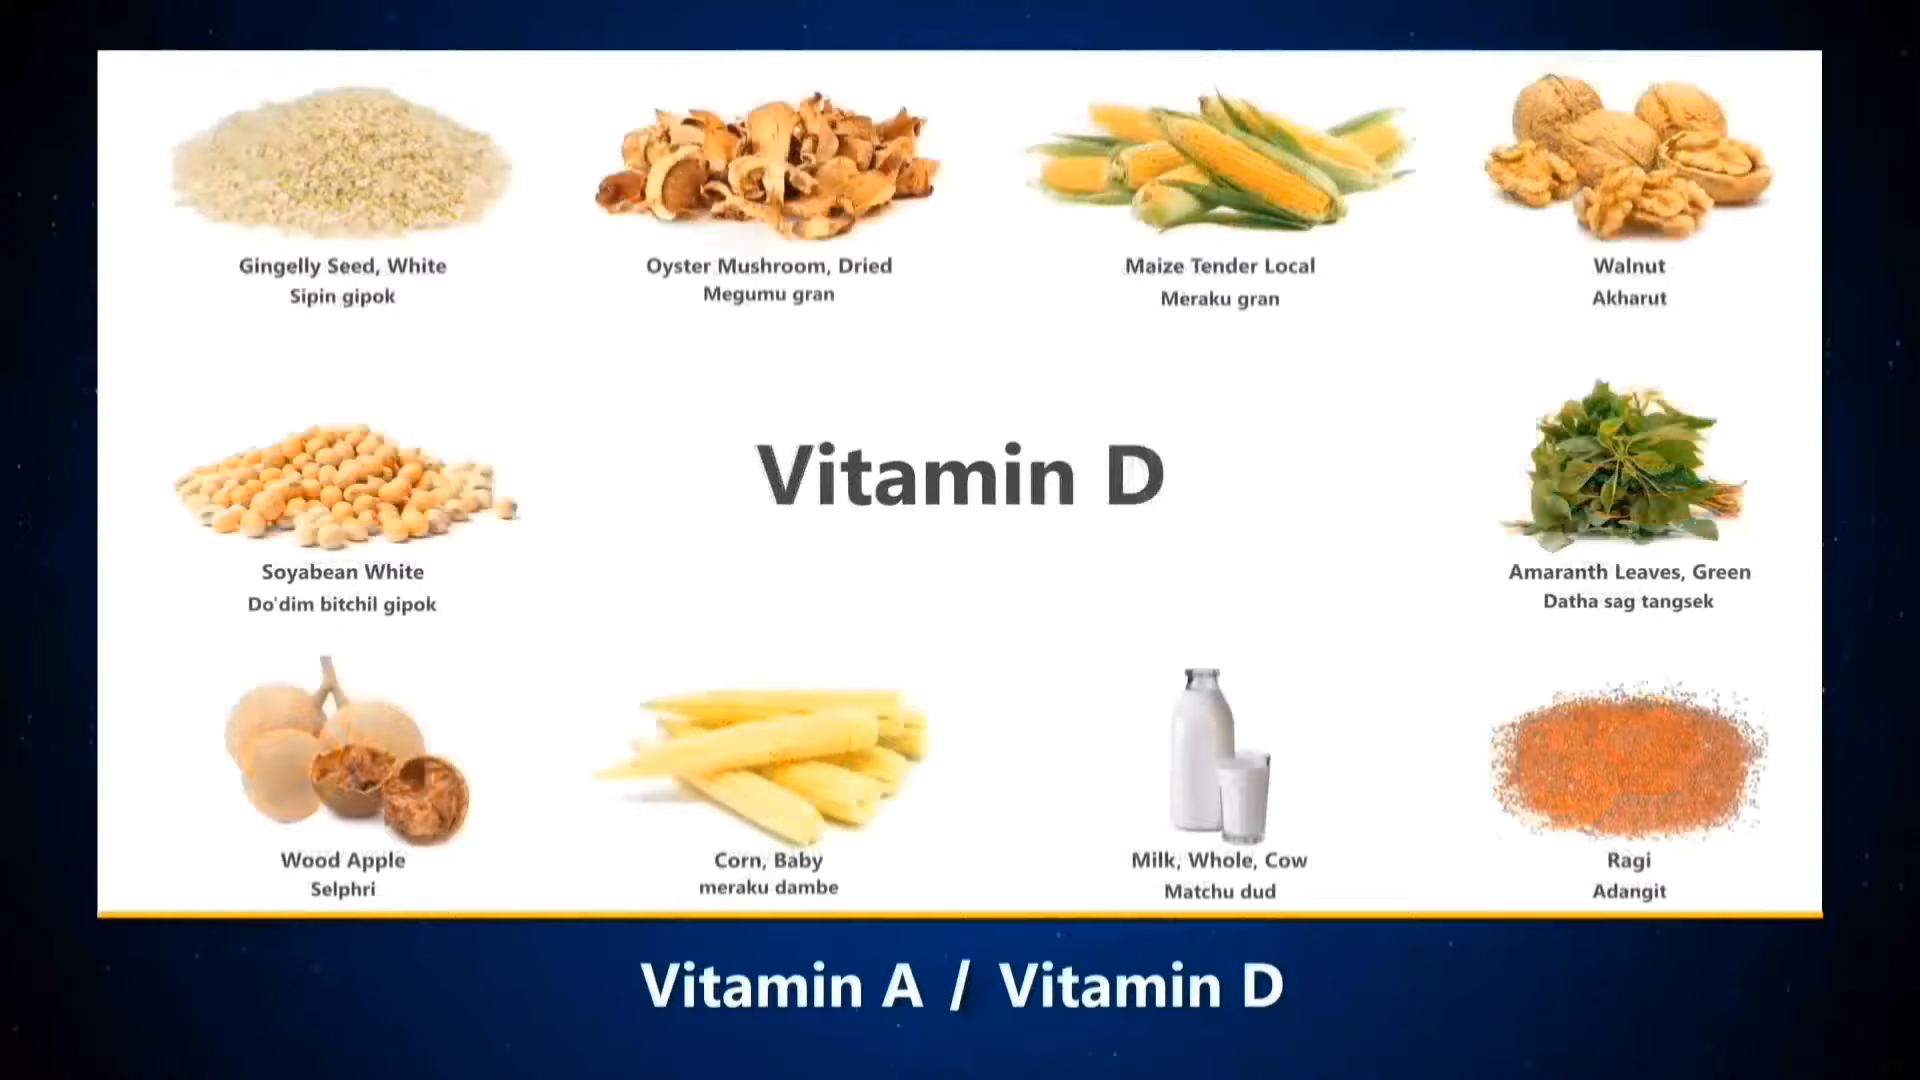 Gingelly Seed, White
Sipin gipok
Oyster Mushroom, Dried
Megumu gran
Maize Tender Local
Meraku gran
Walnut
Akharut
Soyabean White
Do'dim bitchil gipok
Vitamin D
Amaranth Leaves, Green
Datha sag tangsek
Wood Apple
Selphri
Corn, Baby
meraku dambe
Milk, Whole, Cow
Matchu dud
Ragi
Adangit
Vitamin A / Vitamin D